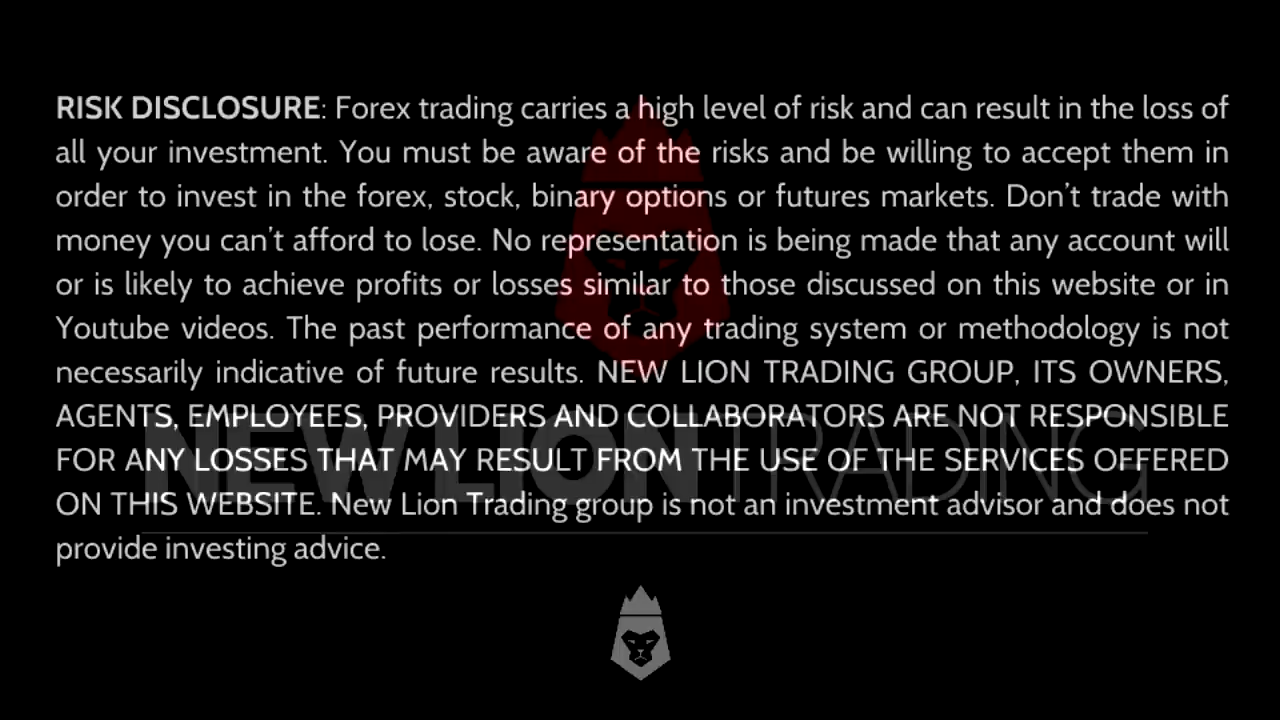 RISK DISCLOSURE: Forex trading carries a high level of risk and can result in the loss of
all your investment. You must be aware of the risks and be willing to accept them in
order to invest in the forex, stock, binary options or futures markets. Don’t trade with
money you can’t afford to lose. No representation is being made that any account will
or is likely to achieve profits or losses similar to those discussed on this website or in
Youtube videos. The past performance of any trading system or methodology is not
necessarily indicative of future results. NEW LION TRADING GROUP, ITS OWNERS,
AGENTS, EMPLOYEES, PROVIDERS AND COLLABORATORS ARE NOT RESPONSIBLE
FOR ANY LOSSES THAT MAY RESULT FROM THE USE OF THE SERVICES OFFERED
ON THIS WEBSITE. New Lion Trading group is not an investment advisor and does not
provide investing advice.
NEW LION TRADING